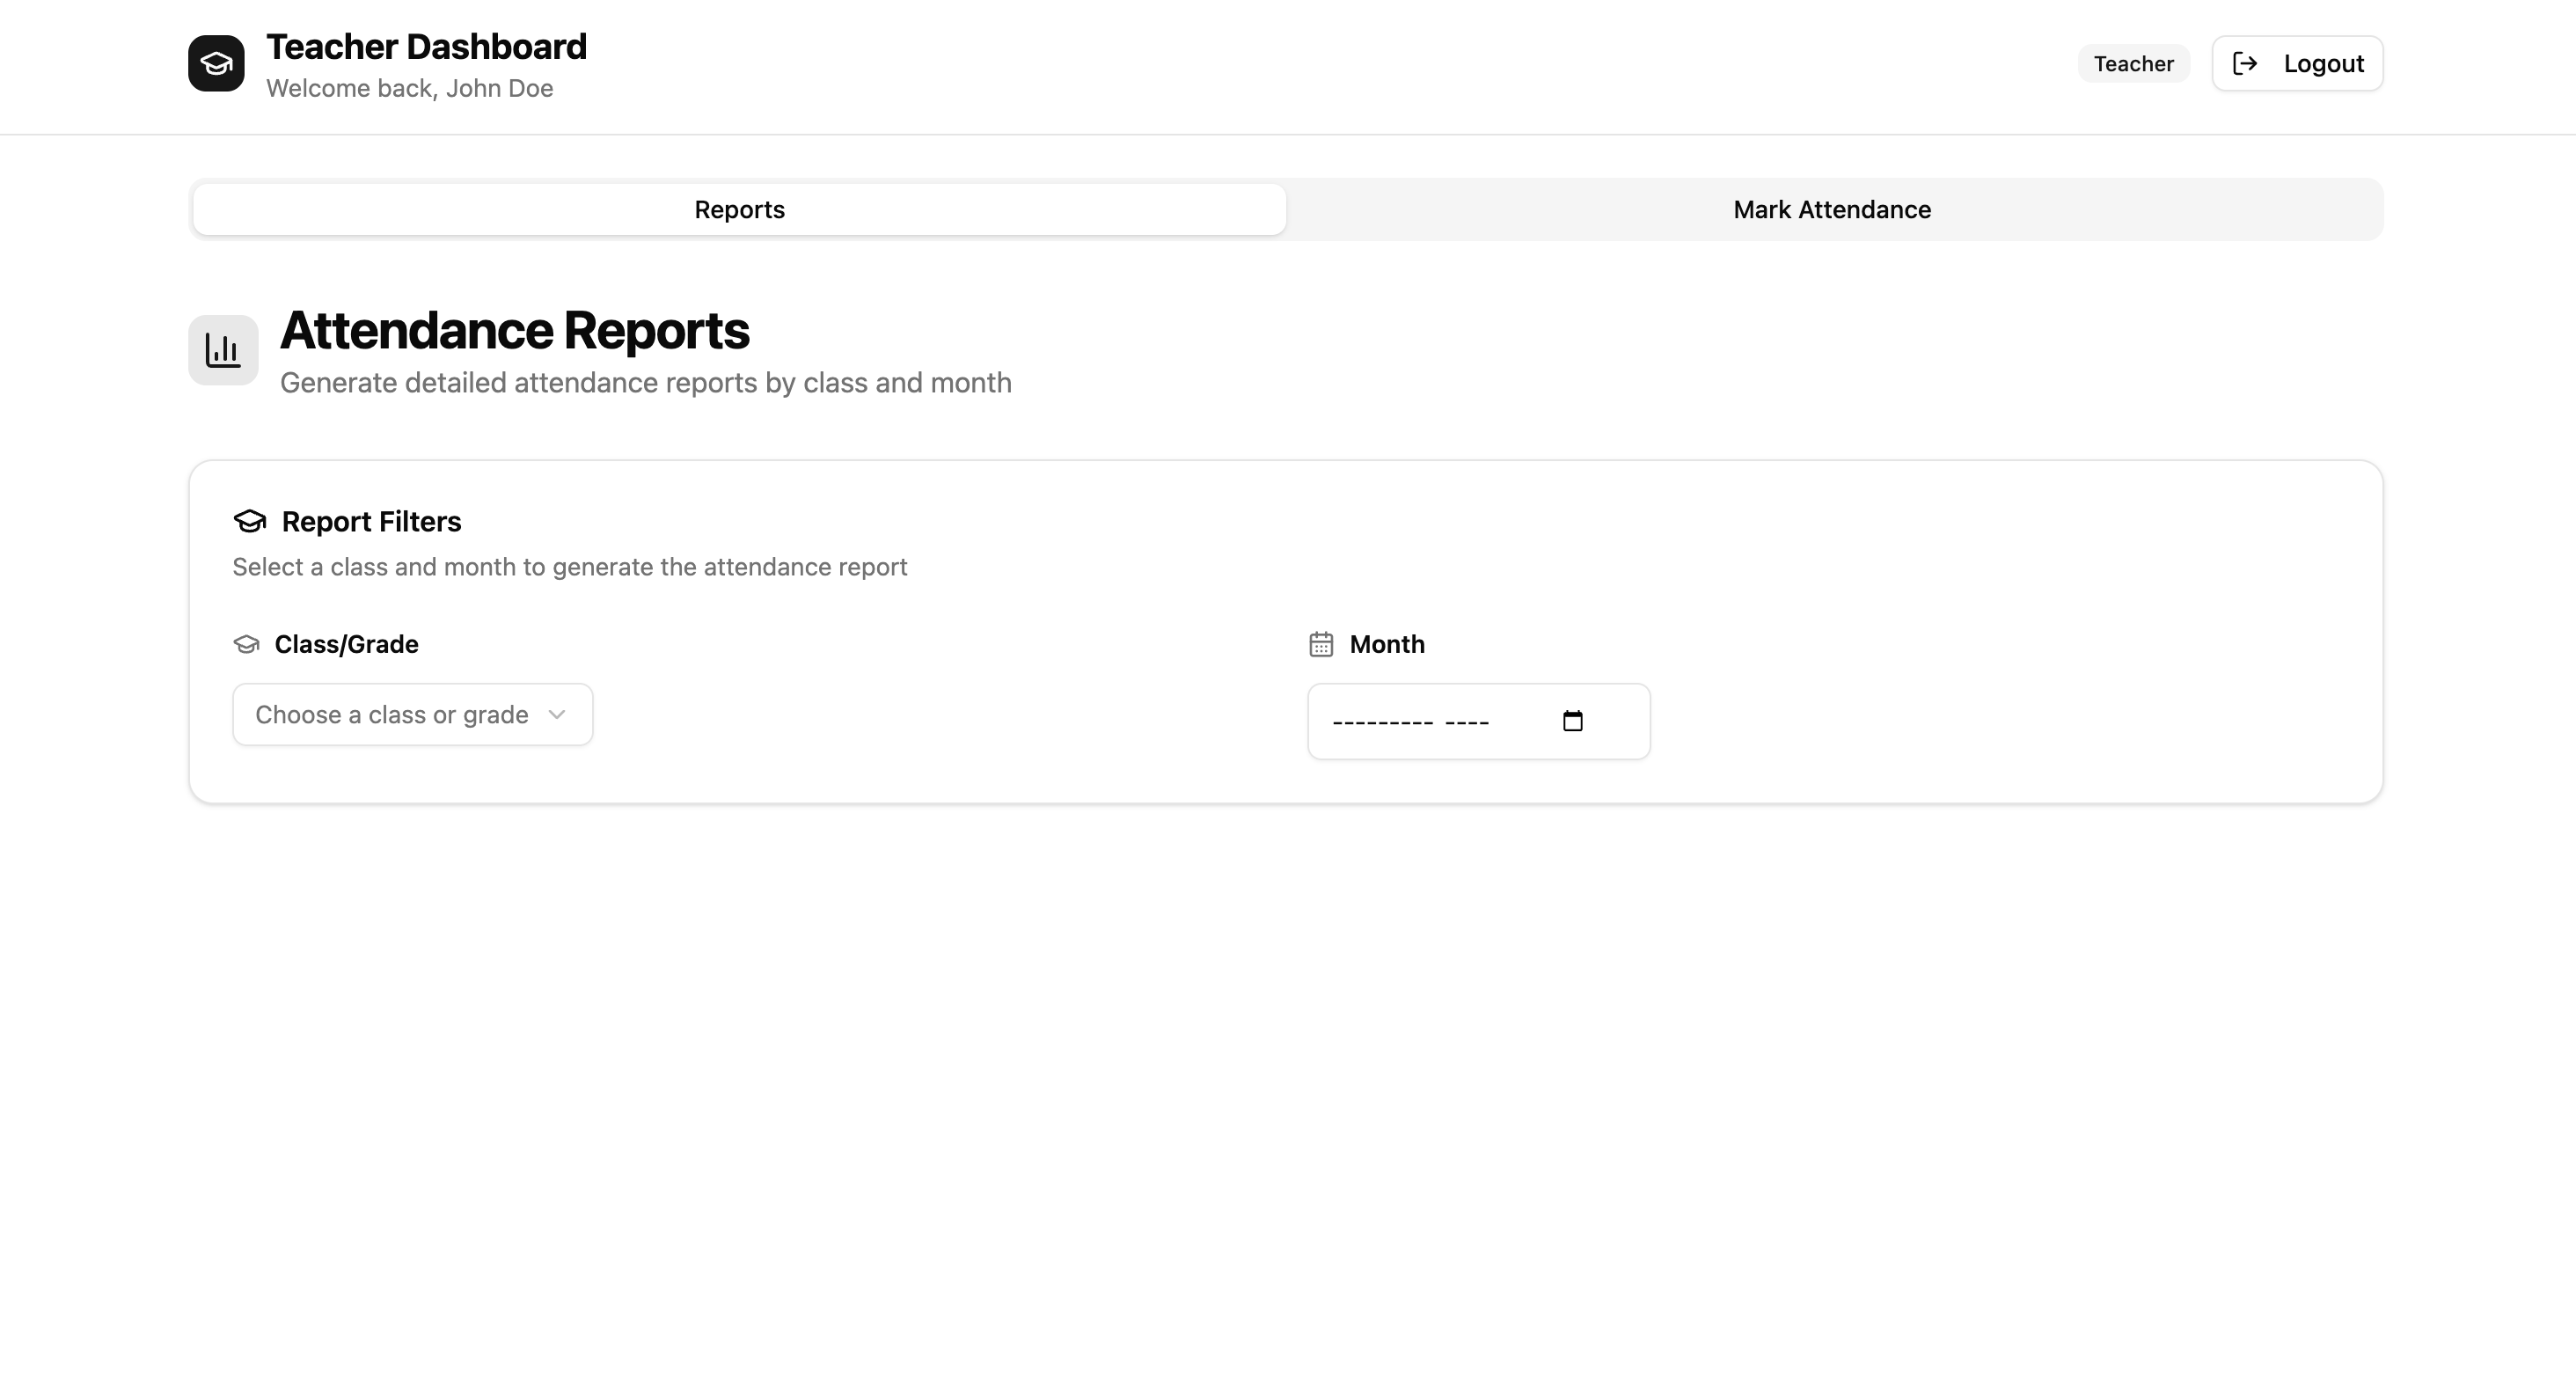 Teacher Dashboard
Welcome back, John Doe
Teacher
Logout
Reports
Mark Attendance
Attendance Reports
Generate detailed attendance reports by class and month
Report Filters
Select a class and month to generate the attendance report
Class/Grade
Month
Choose a class or grade
--------- ----